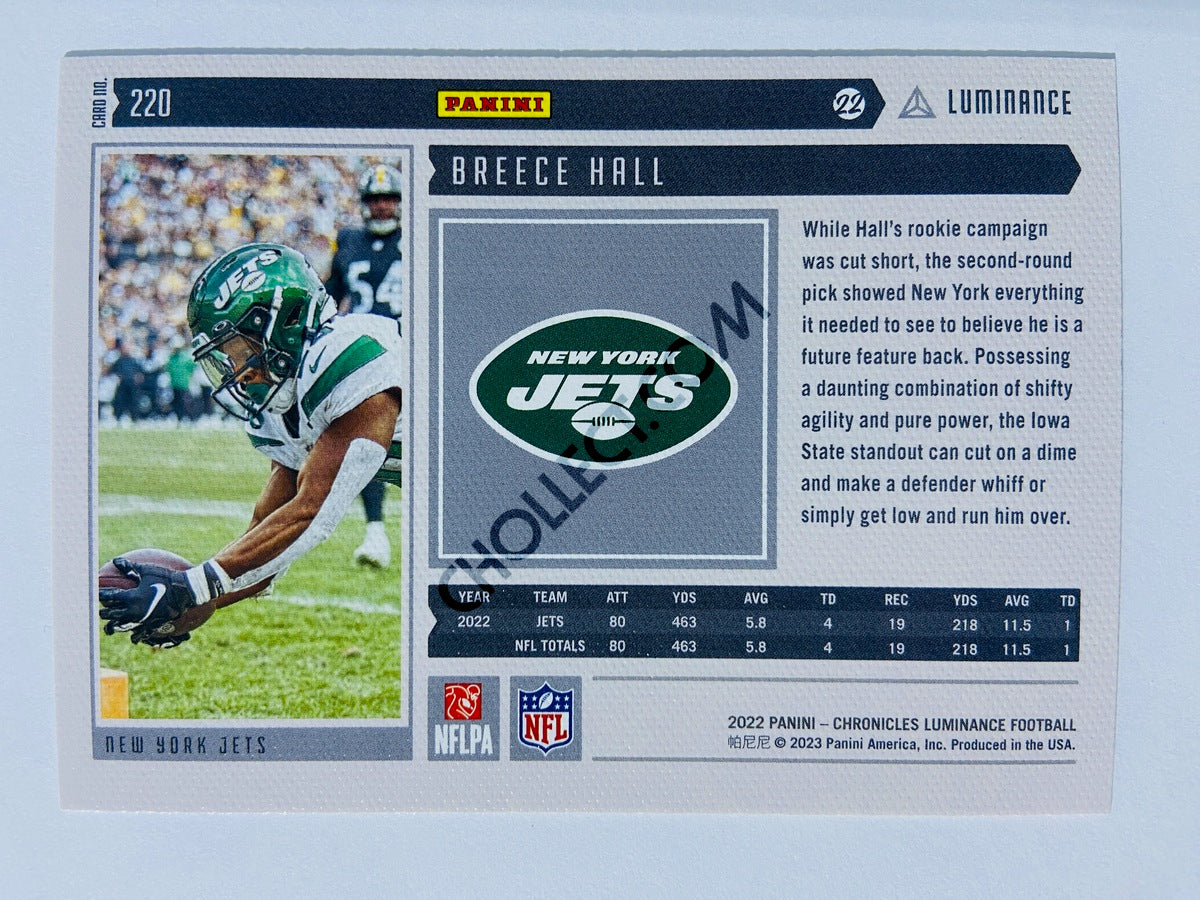 CARD NO.
220
PANINI
22
LUMINANCE
BREECE HALL
JETS
54
NEW YORK
JETS
While Hall's rookie campaign
was cut short, the second-round
pick showed New York everything
it needed to see to believe he is a
future feature back. Possessing
a daunting combination of shifty
agility and pure power, the Iowa
State standout can cut on a dime
and make a defender whiff or
simply get low and run him over.
CHOLLECT.COM
YEAR TEAM ATT YDS AVG TD REC YDS AVG TD
2022 JETS 80 463 5.8 4 19 218 11.5 1
NFL TOTALS 80 463 5.8 4 19 218 11.5 1
NEW YORK JETS
NFLPA
NFL
2022 PANINI – CHRONICLES LUMINANCE FOOTBALL
帕尼尼 © 2023 Panini America, Inc. Produced in the USA.